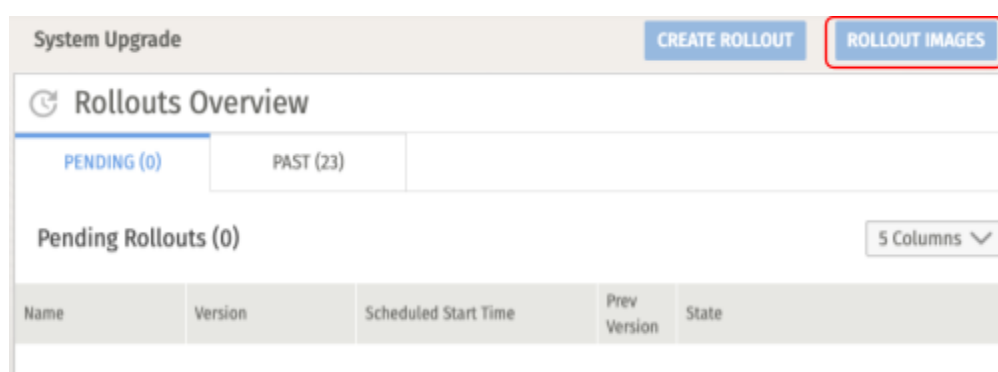 System Upgrade CREATE ROLLOUT ROLLOUT IMAGES
Rollouts Overview
PENDING (0) PAST (23)
Pending Rollouts (0) 5 Columns
Name Version Scheduled Start Time Prev Version State